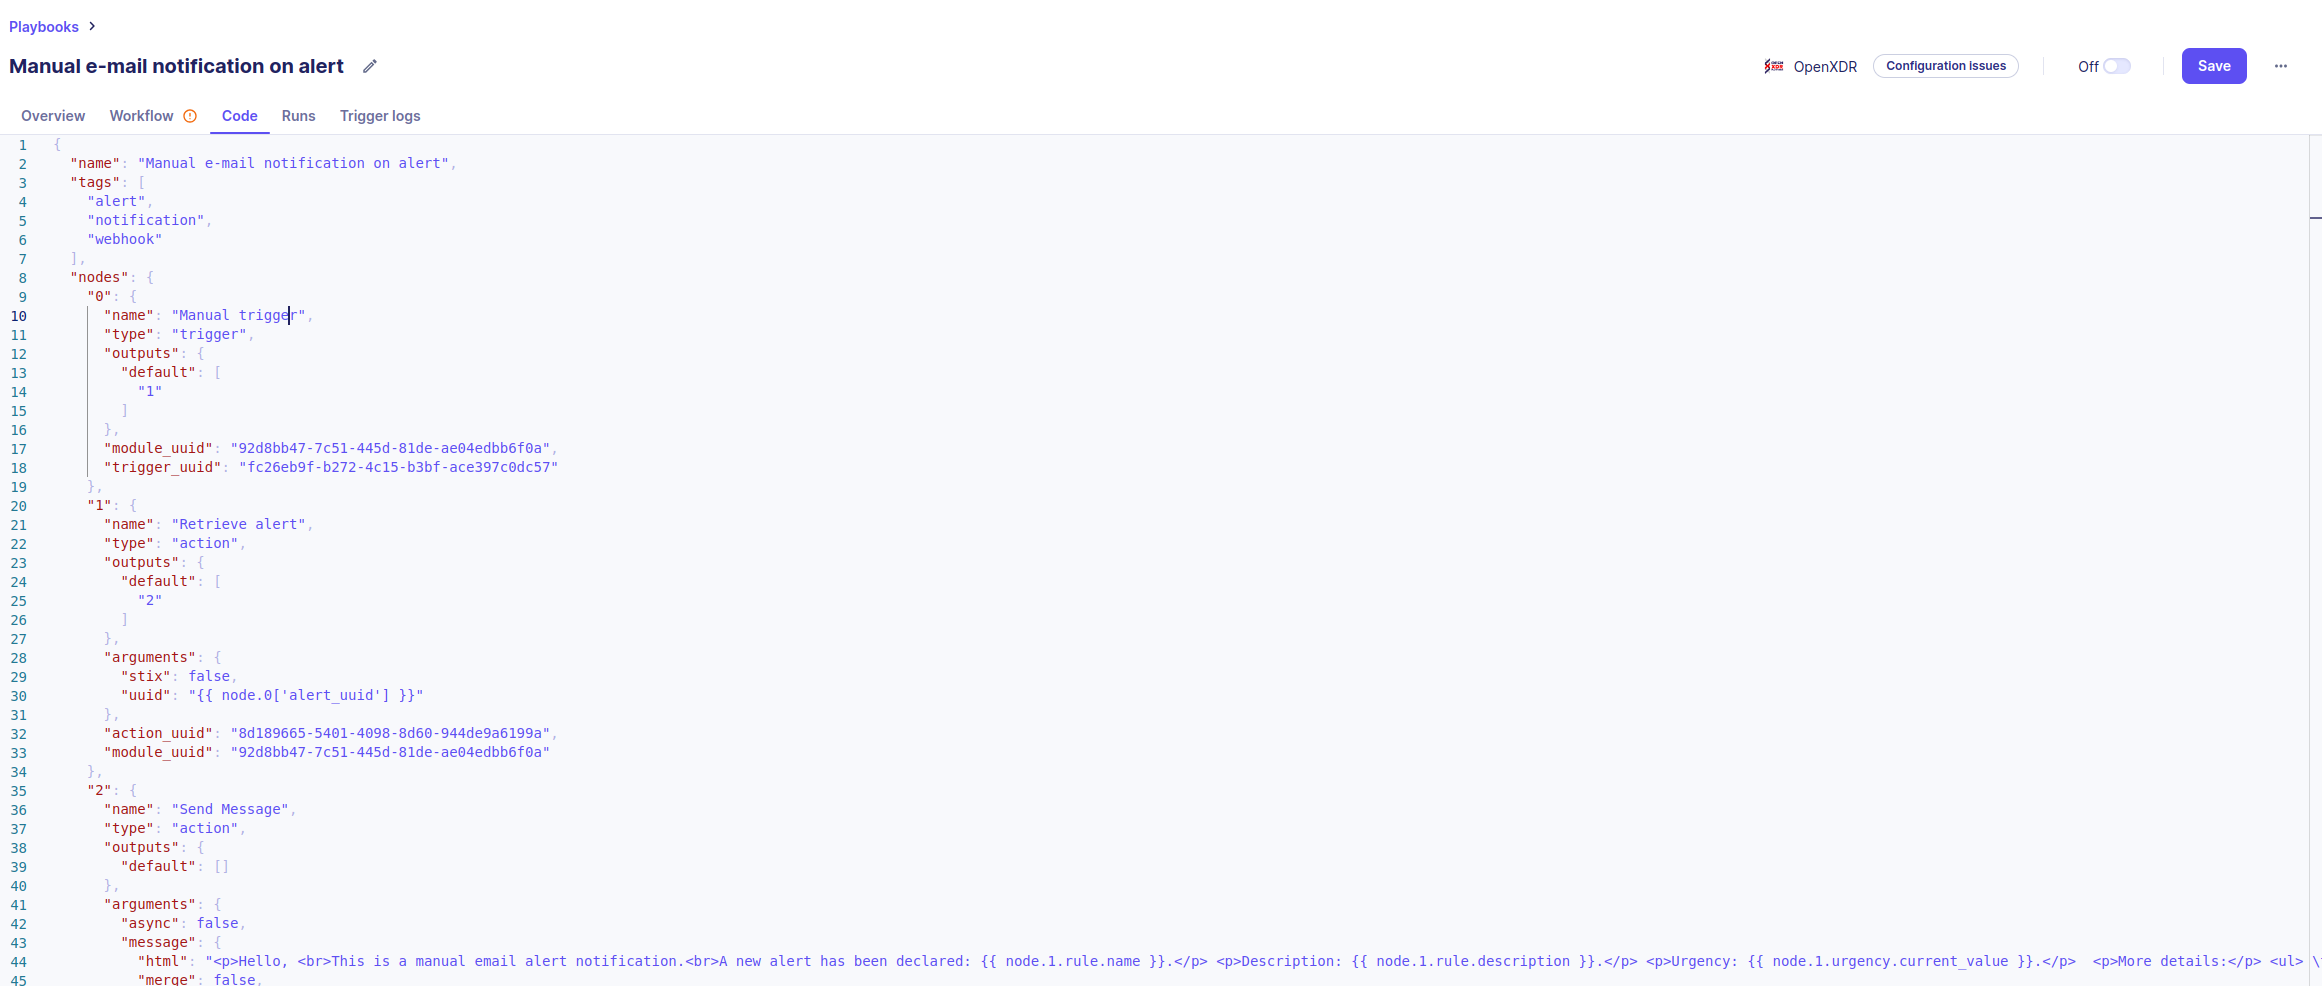 Playbooks
Manual e-mail notification on alert
OpenXDR
Configuration issues
Off
Save
Overview
Workflow
Code
Runs
Trigger logs
1 {
2 "name": "Manual e-mail notification on alert",
3 "tags": [
4 "alert",
5 "notification",
6 "webhook"
7 ],
8 "nodes": {
9 "0": {
10 "name": "Manual trigger",
11 "type": "trigger",
12 "outputs": {
13 "default": [
14 "1"
15 ]
16 },
17 "module_uuid": "92d8bb47-7c51-445d-81de-ae04edbb6f0a",
18 "trigger_uuid": "fc26eb9f-b272-4c15-b3bf-ace397c0dc57"
19 },
20 "1": {
21 "name": "Retrieve alert",
22 "type": "action",
23 "outputs": {
24 "default": [
25 "2"
26 ]
27 },
28 "arguments": {
29 "stix": false,
30 "uuid": "{{ node.0['alert_uuid'] }}"
31 },
32 "action_uuid": "8d189665-5401-4098-8d60-944de9a6199a",
33 "module_uuid": "92d8bb47-7c51-445d-81de-ae04edbb6f0a"
34 },
35 "2": {
36 "name": "Send Message",
37 "type": "action",
38 "outputs": {
39 "default": []
40 },
41 "arguments": {
42 "async": false,
43 "message": {
44 "html": "<p>Hello, <br>This is a manual email alert notification.<br>A new alert has been declared: {{ node.1.rule.name }}.</p> <p>Description: {{ node.1.rule.description }}.</p> <p>Urgency: {{ node.1.urgency.current_value }}.</p>  <p>More details:</p> <ul> \
45 "merge": false,